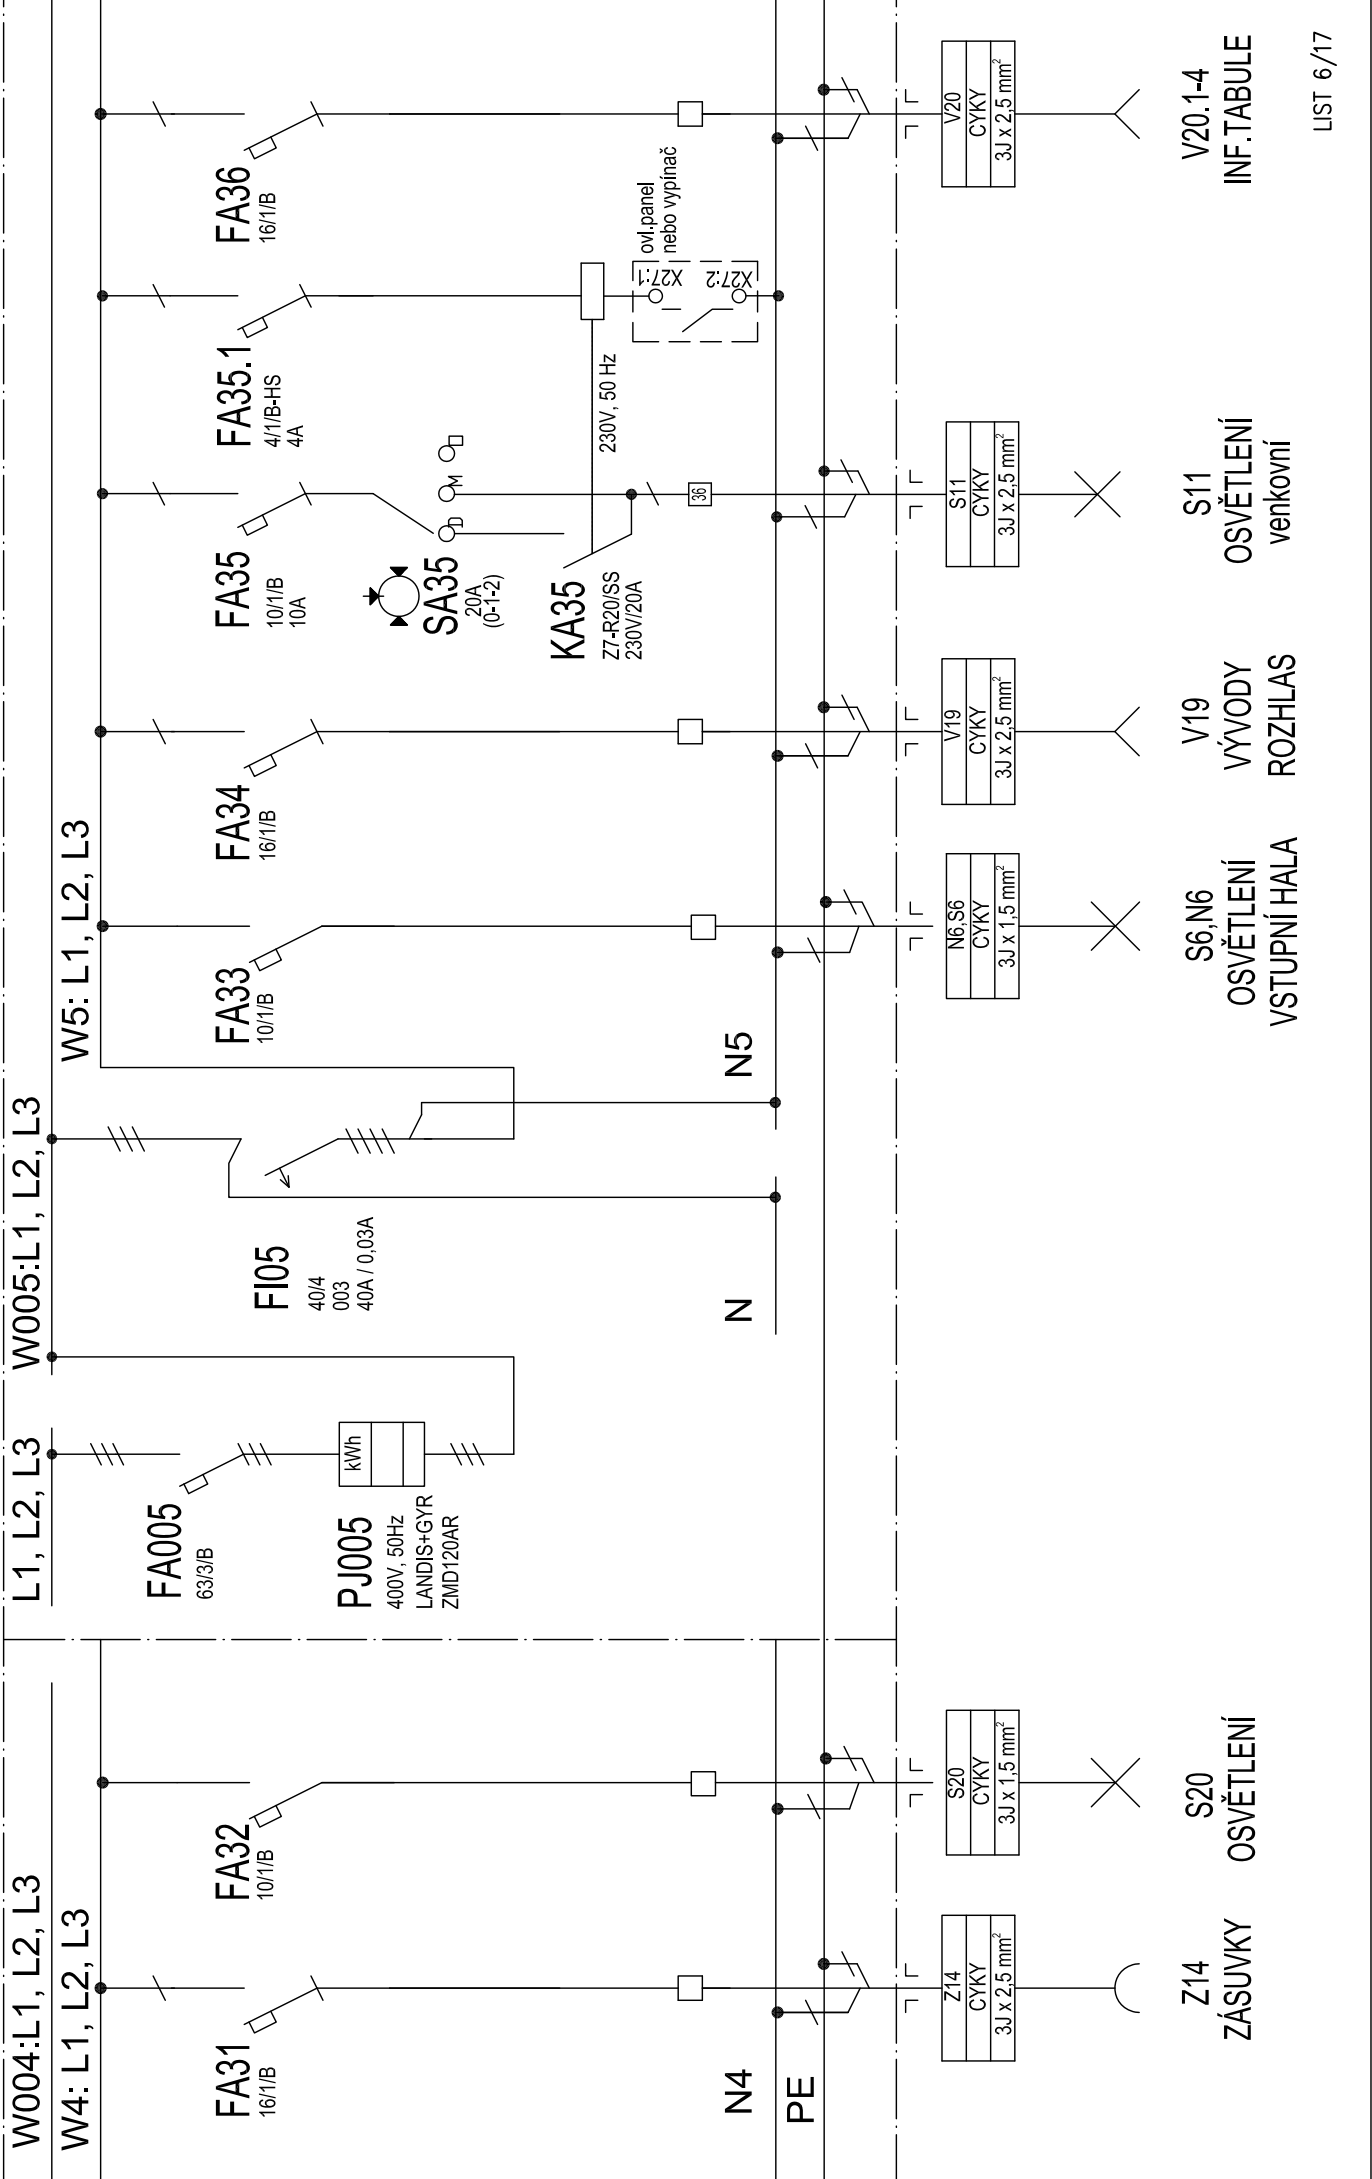 W004:L1, L2, L3
W4: L1, L2, L3
L1, L2, L3
W005:L1, L2, L3
W5: L1, L2, L3
FA31
16/1/B
FA32
10/1/B
FA005
63/3/B
kWh
PJ005
400V, 50Hz
LANDIS+GYR
ZMD120AR
FI05
40/4
003
40A / 0,03A
FA33
10/1/B
FA34
16/1/B
FA35
10/1/B
10A
SA35
20A
(0-1-2)
D
M
KA35
Z7-R20/SS
230V/20A
FA35.1
4/1/B-HS
4A
230V, 50 Hz
36
ovl.panel
nebo vypínač
X27:1
X27:2
FA36
16/1/B
N4
PE
N
N5
Z14
CYKY
3J x 2,5 mm²
S20
CYKY
3J x 1,5 mm²
N6,S6
CYKY
3J x 1,5 mm²
V19
CYKY
3J x 2,5 mm²
S11
CYKY
3J x 2,5 mm²
V20
CYKY
3J x 2,5 mm²
Z14
ZÁSUVKY
S20
OSVĚTLENÍ
S6,N6
OSVĚTLENÍ
VSTUPNÍ HALA
V19
VÝVODY
ROZHLAS
S11
OSVĚTLENÍ
venkovní
V20.1-4
INF.TABULE
LIST 6/17